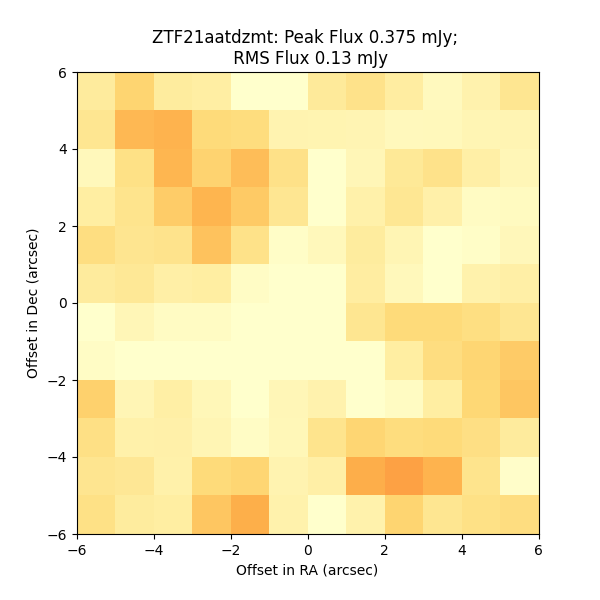 ZTF21aatdzmt: Peak Flux 0.375 mJy;
RMS Flux 0.13 mJy
6
4
2
0
−2
−4
−6
Offset in Dec (arcsec)
−6 −4 −2 0 2 4 6
Offset in RA (arcsec)